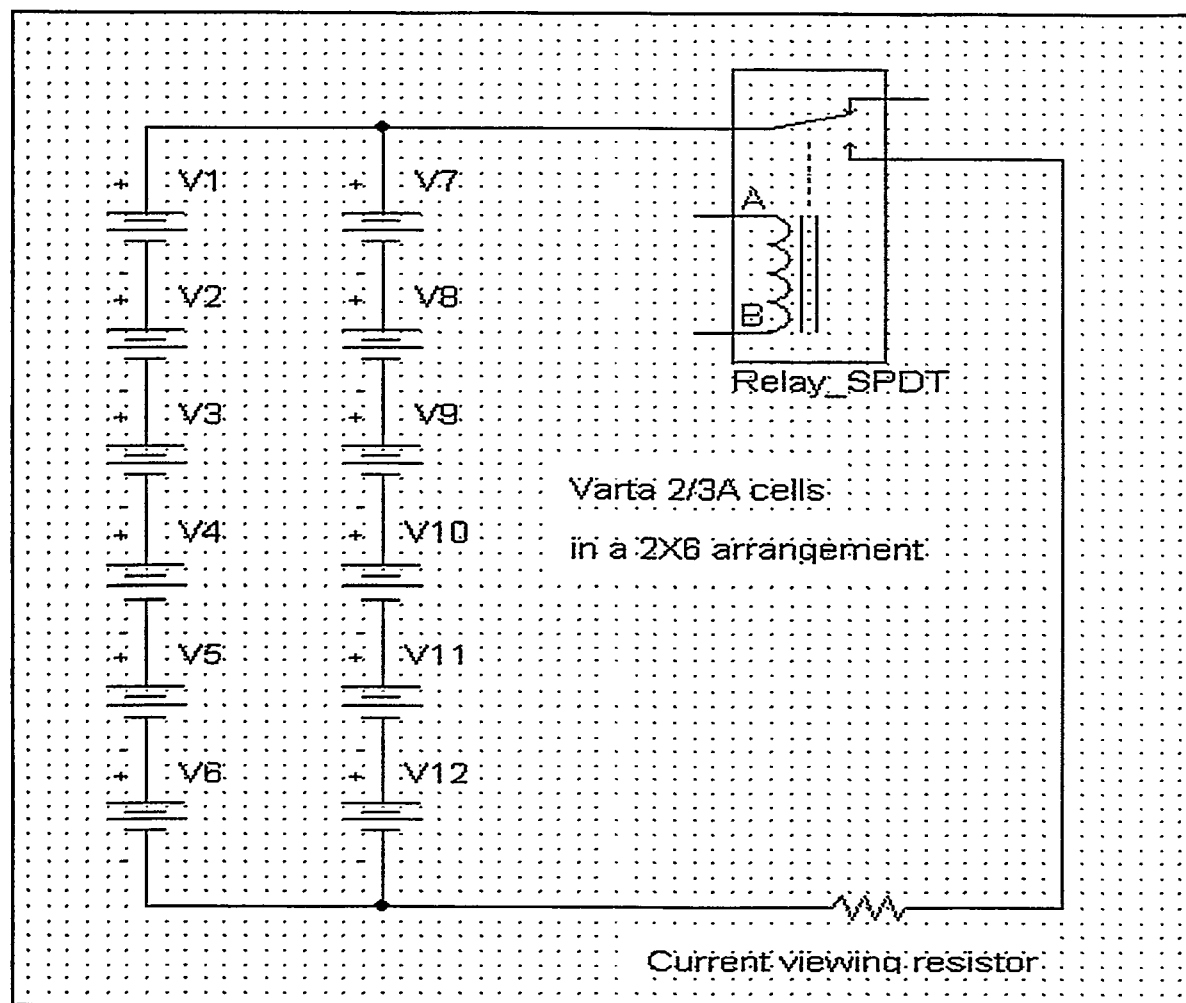 + V1
+ V7
A
- + V2
- + V8
B
Relay_SPDT
- + V3
- + V9
Varta 2/3A cells
- + V4
- + V10
in a 2X6 arrangement
- + V5
- + V11
- + V6
- + V12
-
-
Current viewing resistor